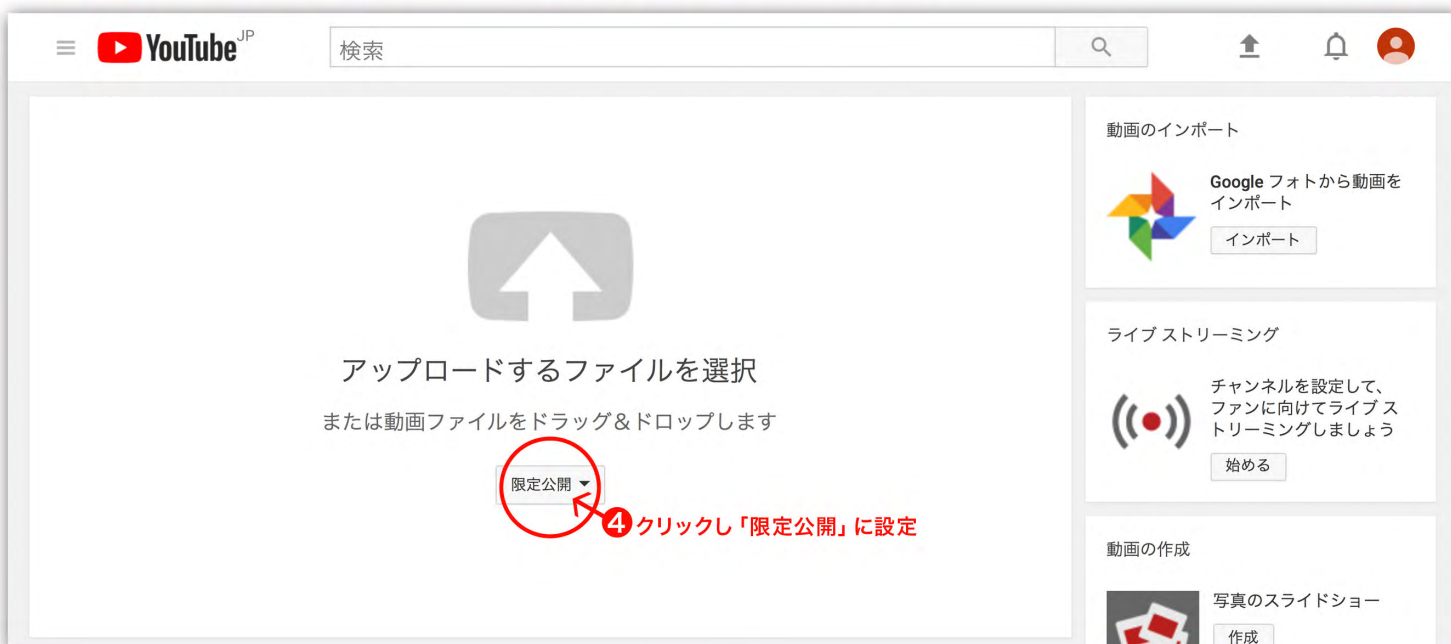 YouTube JP
検索
アップロードするファイルを選択
または動画ファイルをドラッグ&ドロップします
限定公開
❹クリックし「限定公開」に設定
動画のインポート
Google フォトから動画を
インポート
インポート
ライブ ストリーミング
チャンネルを設定して、
ファンに向けてライブ ス
トリーミングしましょう
始める
動画の作成
写真のスライドショー
作成